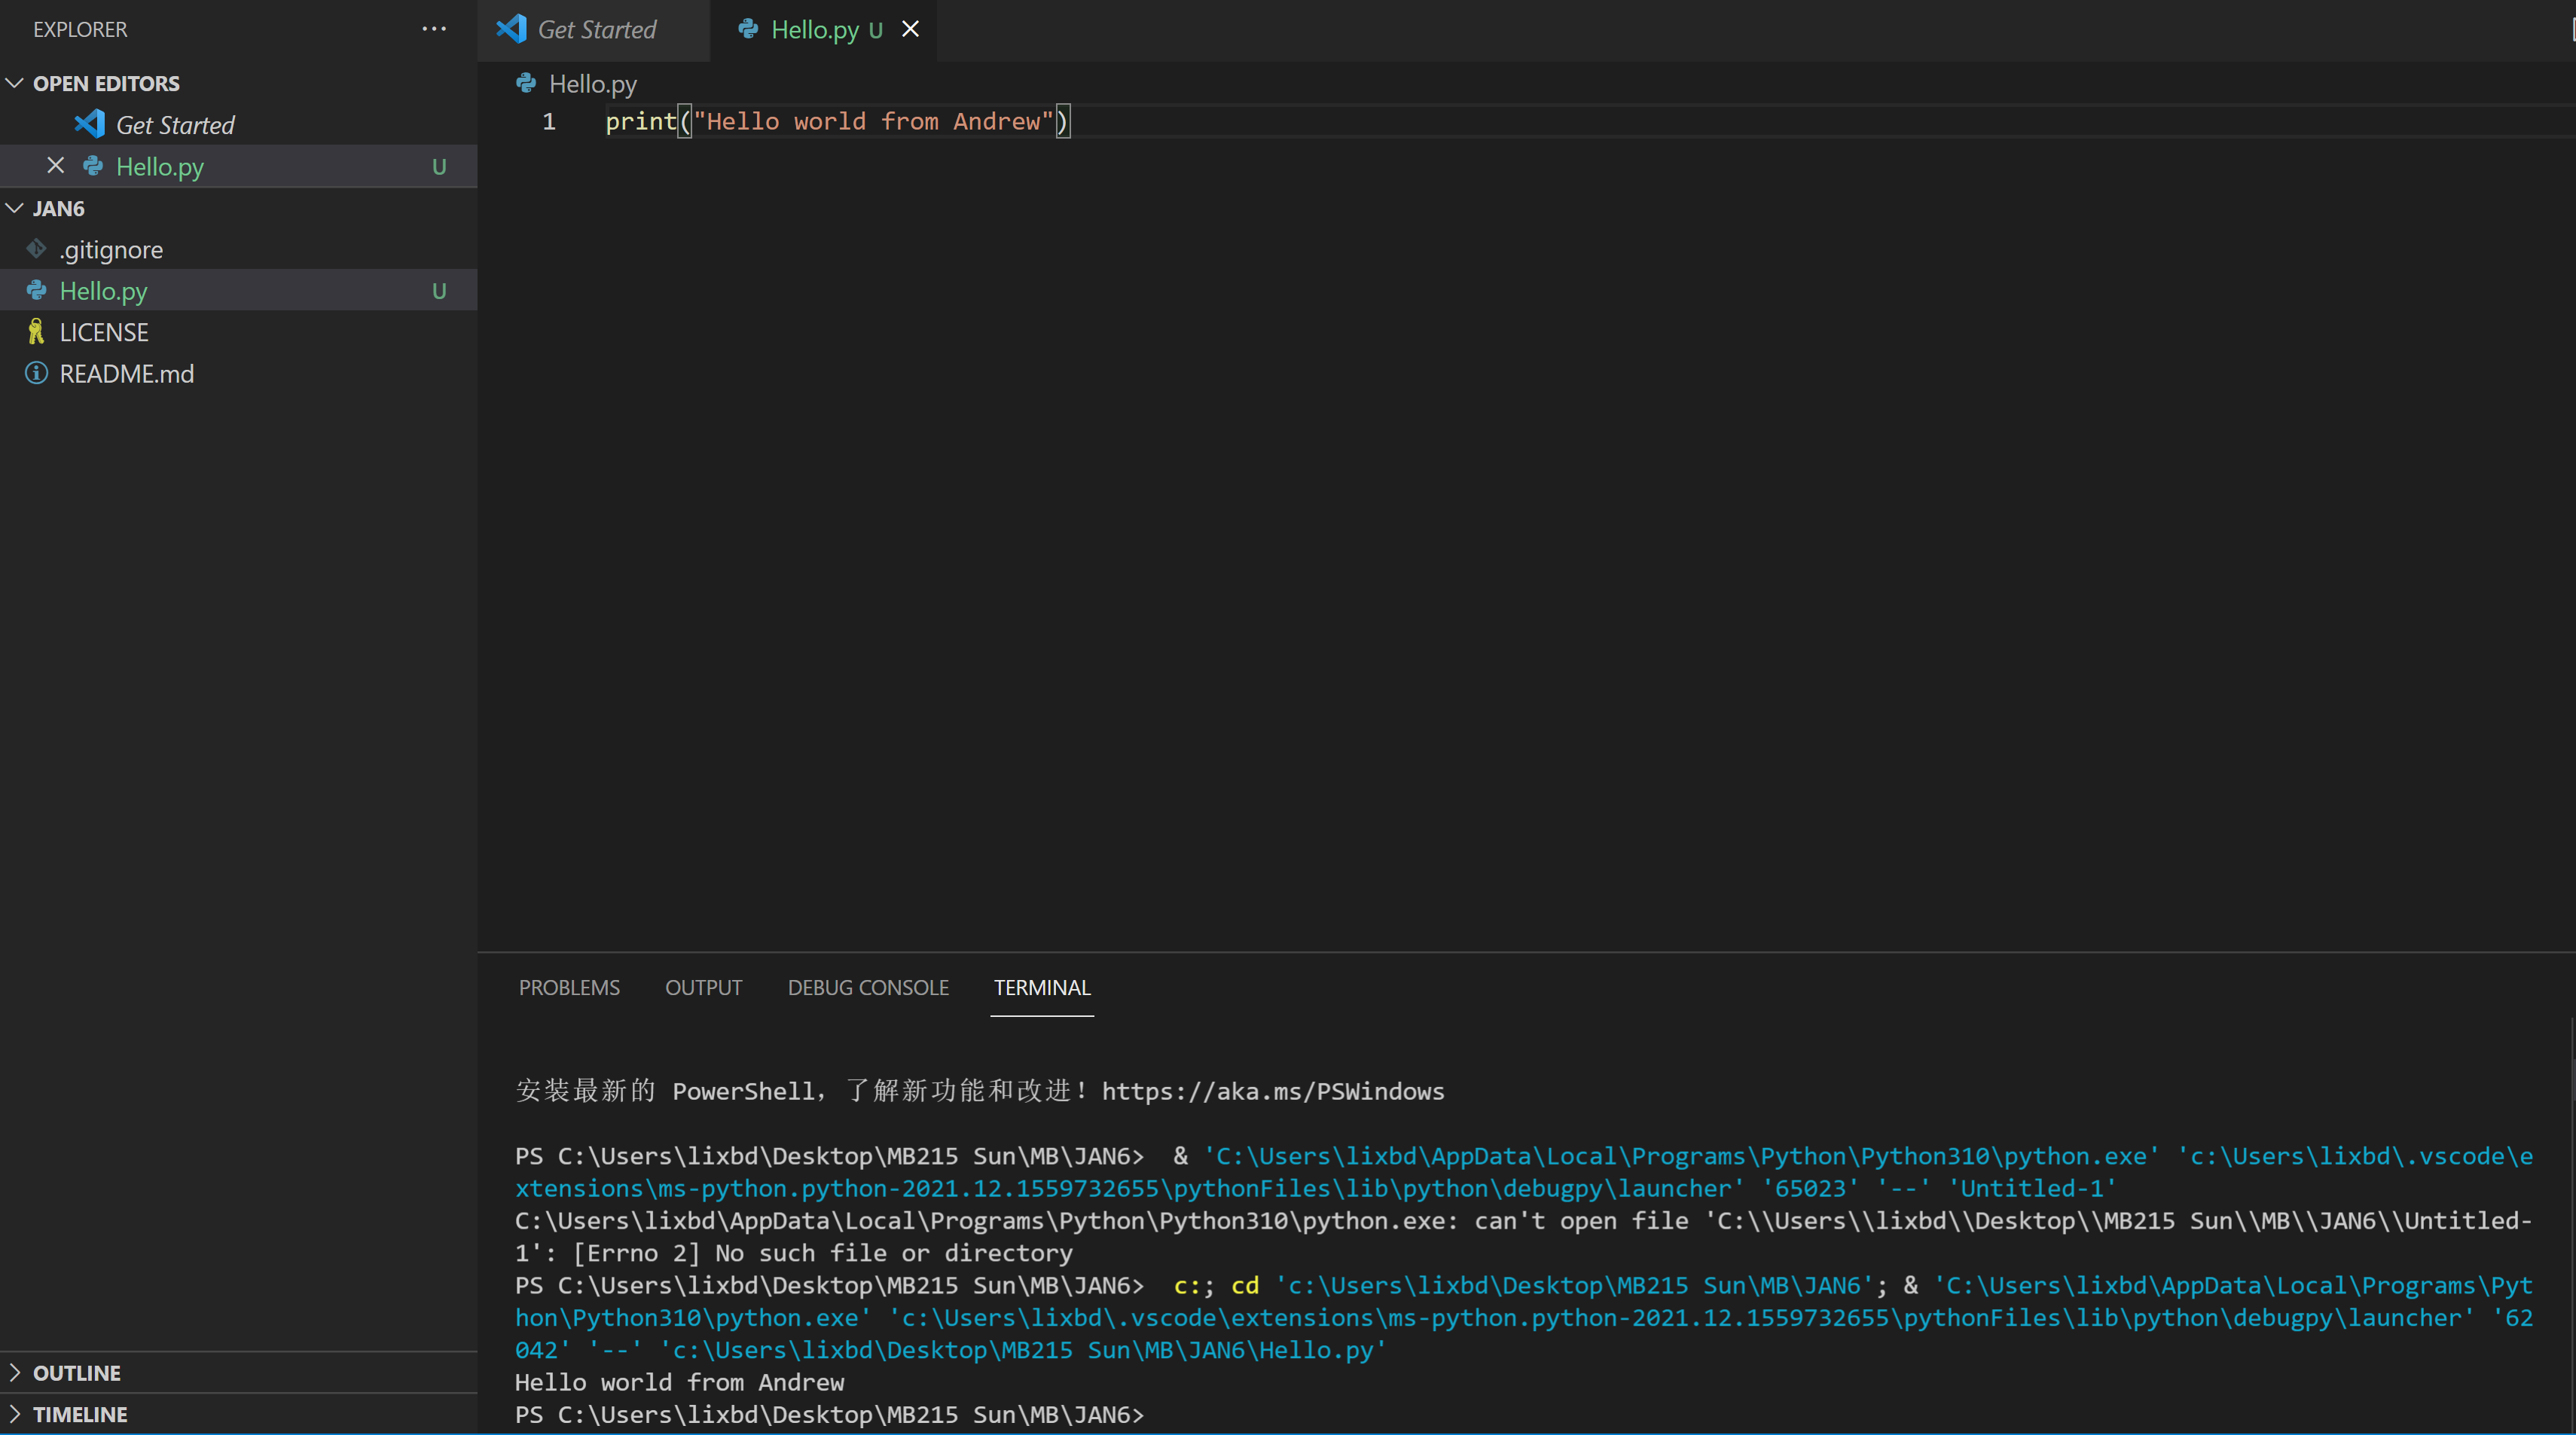 EXPLORER
OPEN EDITORS
Get Started
Hello.py U
JAN6
.gitignore
Hello.py U
LICENSE
README.md
OUTLINE
TIMELINE
Get Started
Hello.py U
Hello.py
1 print("Hello world from Andrew")
PROBLEMS OUTPUT DEBUG CONSOLE TERMINAL
安装最新的 PowerShell，了解新功能和改进！https://aka.ms/PSWindows
PS C:\Users\lixbd\Desktop\MB215 Sun\MB\JAN6>  & 'C:\Users\lixbd\AppData\Local\Programs\Python\Python310\python.exe' 'c:\Users\lixbd\.vscode\e
xtensions\ms-python.python-2021.12.1559732655\pythonFiles\lib\python\debugpy\launcher' '65023' '--' 'Untitled-1'
C:\Users\lixbd\AppData\Local\Programs\Python\Python310\python.exe: can't open file 'C:\\Users\\lixbd\\Desktop\\MB215 Sun\\MB\\JAN6\\Untitled-
1': [Errno 2] No such file or directory
PS C:\Users\lixbd\Desktop\MB215 Sun\MB\JAN6>  c:; cd 'c:\Users\lixbd\Desktop\MB215 Sun\MB\JAN6'; & 'C:\Users\lixbd\AppData\Local\Programs\Pyt
hon\Python310\python.exe' 'c:\Users\lixbd\.vscode\extensions\ms-python.python-2021.12.1559732655\pythonFiles\lib\python\debugpy\launcher' '62
042' '--' 'c:\Users\lixbd\Desktop\MB215 Sun\MB\JAN6\Hello.py'
Hello world from Andrew
PS C:\Users\lixbd\Desktop\MB215 Sun\MB\JAN6>